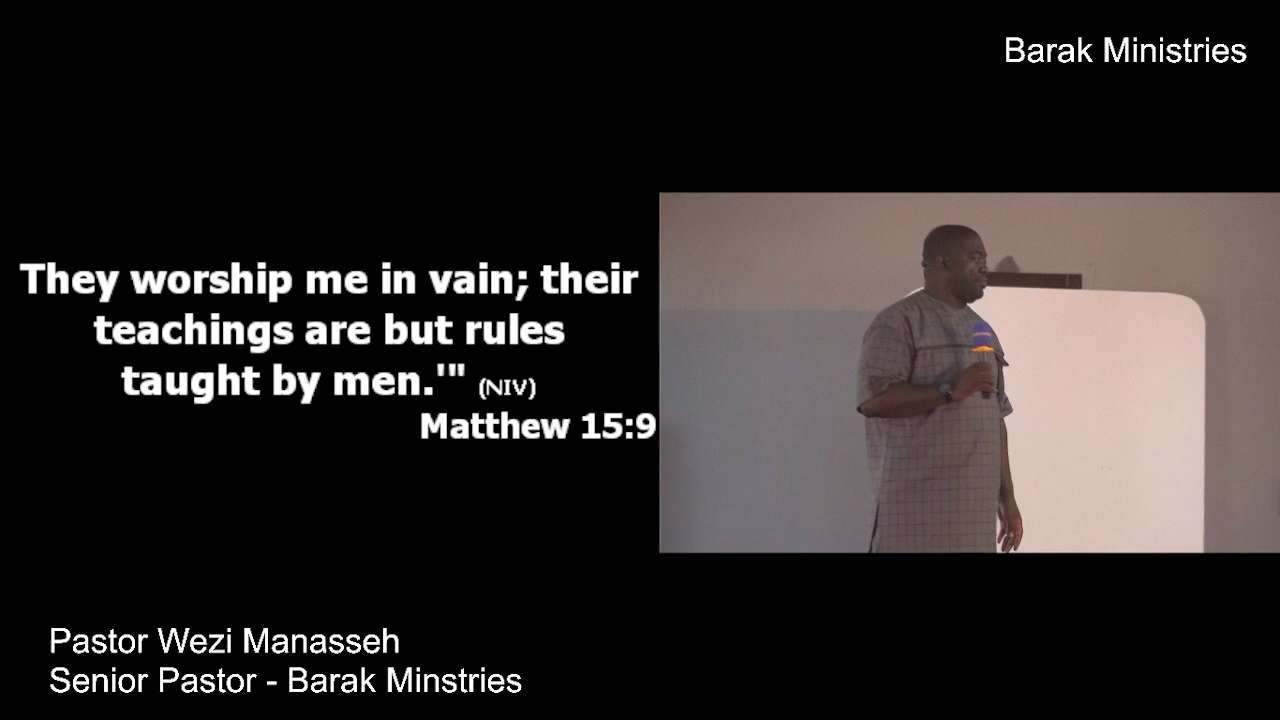 Barak Ministries
They worship me in vain; their
teachings are but rules
taught by men.'" (NIV)
Matthew 15:9
Pastor Wezi Manasseh
Senior Pastor - Barak Minstries